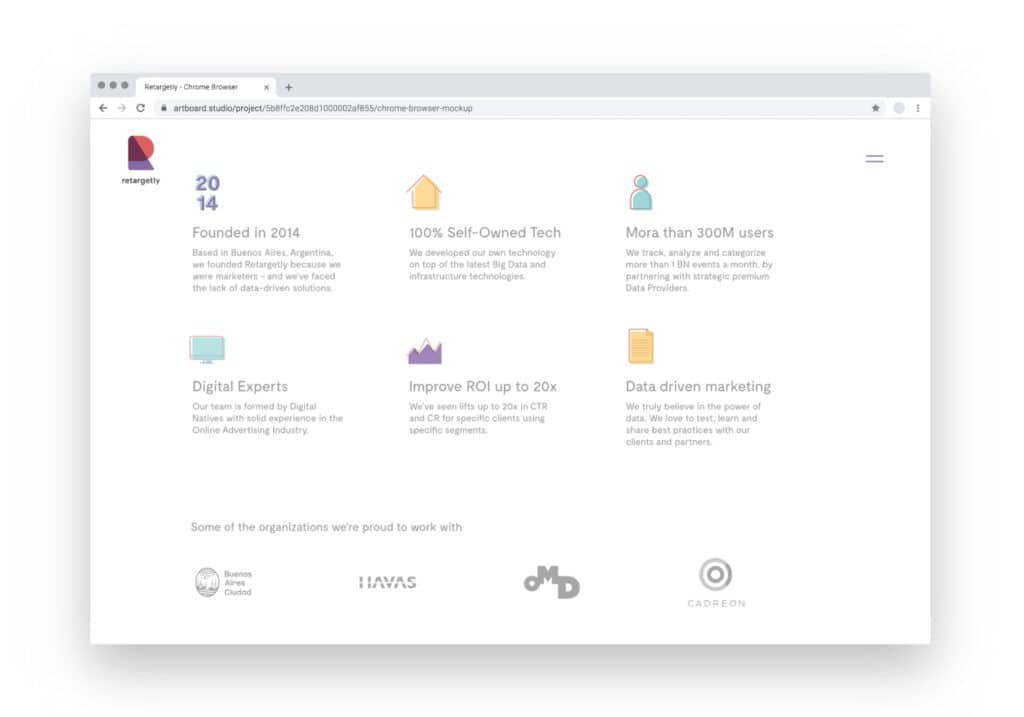 Retargetly - Chrome Browser
artboard.studio/project/5b8ffc2e208d1000002af855/chrome-browser-mockup
retargetly
20
14
Founded in 2014
Based in Buenos Aires, Argentina,
we founded Retargetly because we
were marketers - and we've faced
the lack of data-driven solutions.
100% Self-Owned Tech
We developed our own technology
on top of the latest Big Data and
infrastructure technologies.
Mora than 300M users
We track, analyze and categorize
more than 1 BN events a month, by
partnering with strategic premium
Data Providers.
Digital Experts
Our team is formed by Digital
Natives with solid experience in the
Online Advertising Industry.
Improve ROI up to 20x
We've seen lifts up to 20x in CTR
and CR for specific clients using
specific segments.
Data driven marketing
We truly believe in the power of
data. We love to test, learn and
share best practices with our
clients and partners.
Some of the organizations we're proud to work with
Buenos
Aires
Ciudad
HAVAS
OMD
CADREON